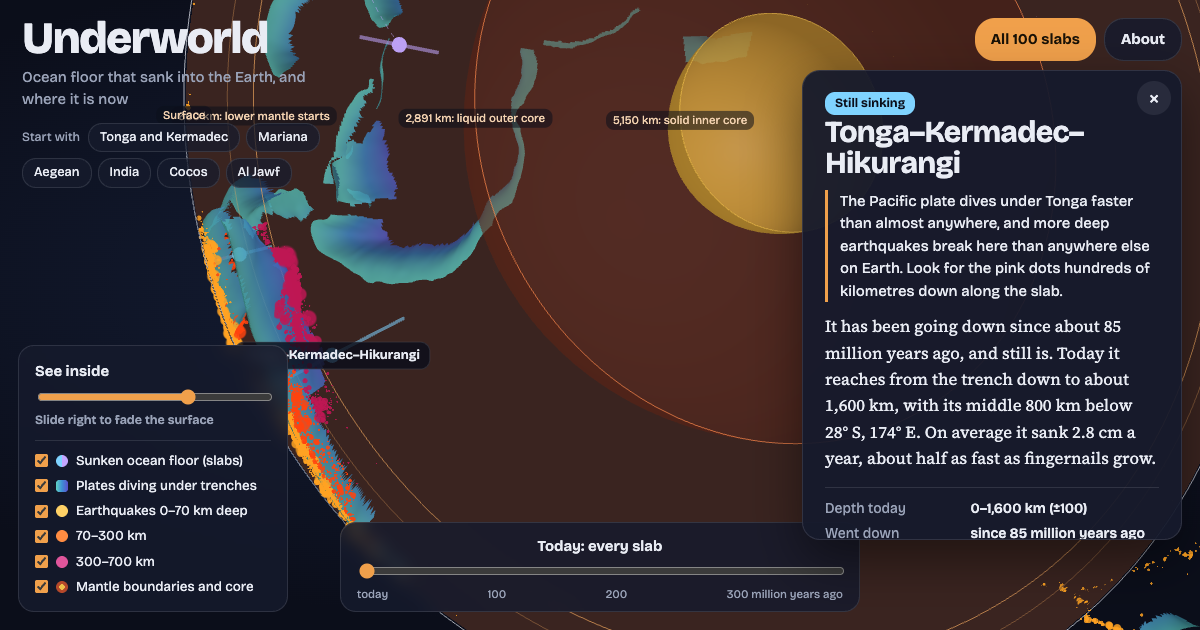 Underworld
Ocean floor that sank into the Earth, and
where it is now
Surface
m: lower mantle starts
2,891 km: liquid outer core
5,150 km: solid inner core
Start with
Tonga and Kermadec
Mariana
Aegean
India
Cocos
Al Jawf
-Kermadec–Hikurangi
See inside
Slide right to fade the surface
Sunken ocean floor (slabs)
Plates diving under trenches
Earthquakes 0–70 km deep
70–300 km
300–700 km
Mantle boundaries and core
Today: every slab
today
100
200
300 million years ago
All 100 slabs
About
×
Still sinking
Tonga–Kermadec–
Hikurangi
The Pacific plate dives under Tonga faster
than almost anywhere, and more deep
earthquakes break here than anywhere else
on Earth. Look for the pink dots hundreds of
kilometres down along the slab.
It has been going down since about 85
million years ago, and still is. Today it
reaches from the trench down to about
1,600 km, with its middle 800 km below
28° S, 174° E. On average it sank 2.8 cm a
year, about half as fast as fingernails grow.
Depth today 0–1,600 km (±100)
Went down since 85 million years ago